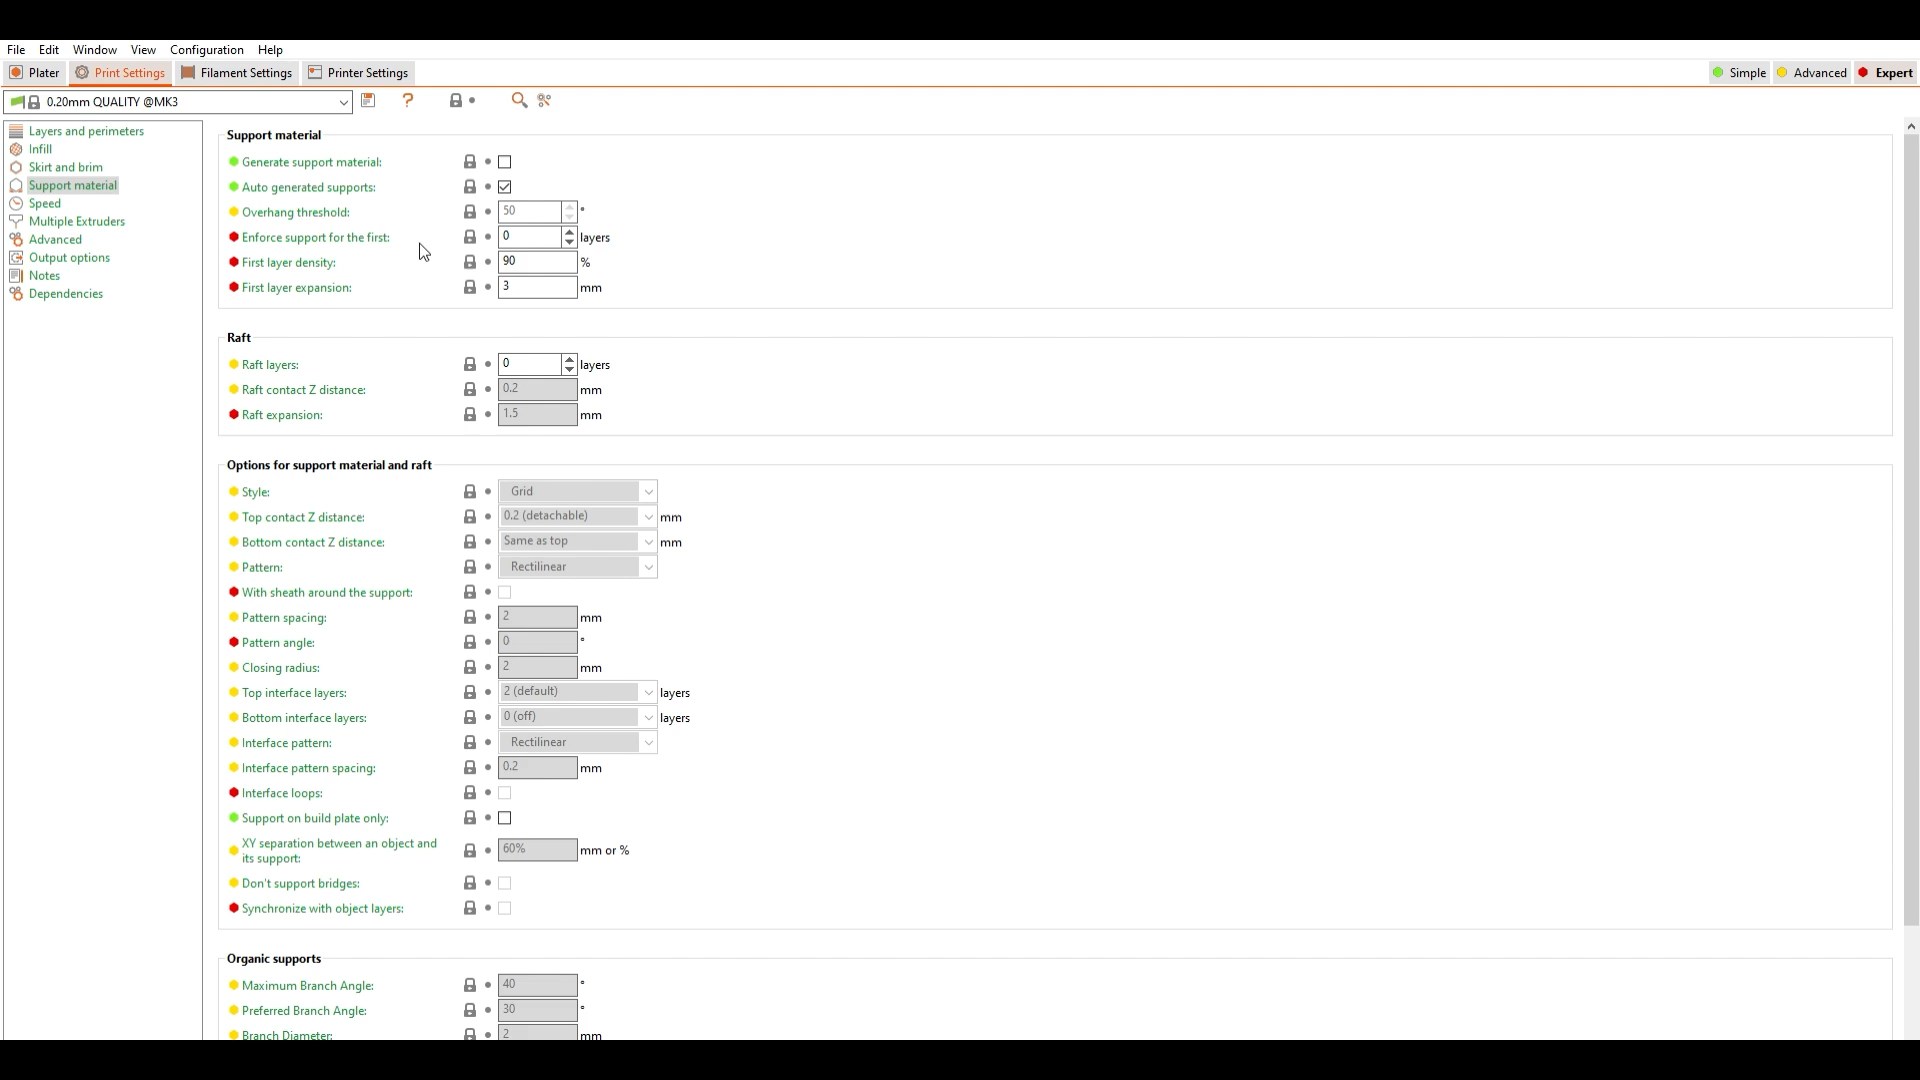 File Edit Window View Configuration Help
Plater Print Settings Filament Settings Printer Settings Simple Advanced Expert
0.20mm QUALITY @MK3 ?
Layers and perimeters
Infill
Skirt and brim
Support material
Speed
Multiple Extruders
Advanced
Output options
Notes
Dependencies
Support material
Generate support material:
Auto generated supports:
Overhang threshold: 50 °
Enforce support for the first: 0 layers
First layer density: 90 %
First layer expansion: 3 mm
Raft
Raft layers: 0 layers
Raft contact Z distance: 0.2 mm
Raft expansion: 1.5 mm
Options for support material and raft
Style: Grid
Top contact Z distance: 0.2 (detachable) mm
Bottom contact Z distance: Same as top mm
Pattern: Rectilinear
With sheath around the support:
Pattern spacing: 2 mm
Pattern angle: 0 °
Closing radius: 2 mm
Top interface layers: 2 (default) layers
Bottom interface layers: 0 (off) layers
Interface pattern: Rectilinear
Interface pattern spacing: 0.2 mm
Interface loops:
Support on build plate only:
XY separation between an object and
its support: 60% mm or %
Don't support bridges:
Synchronize with object layers:
Organic supports
Maximum Branch Angle: 40 °
Preferred Branch Angle: 30 °
Branch Diameter: 2 mm